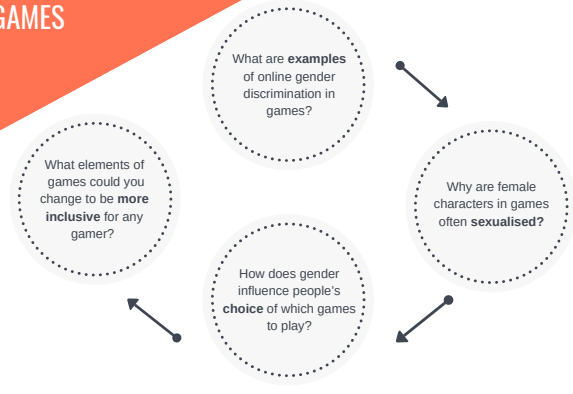 GAMES
What are examples
of online gender
discrimination in
games?
Why are female
characters in games
often sexualised?
How does gender
influence people's
choice of which games
to play?
What elements of
games could you
change to be more
inclusive for any
gamer?